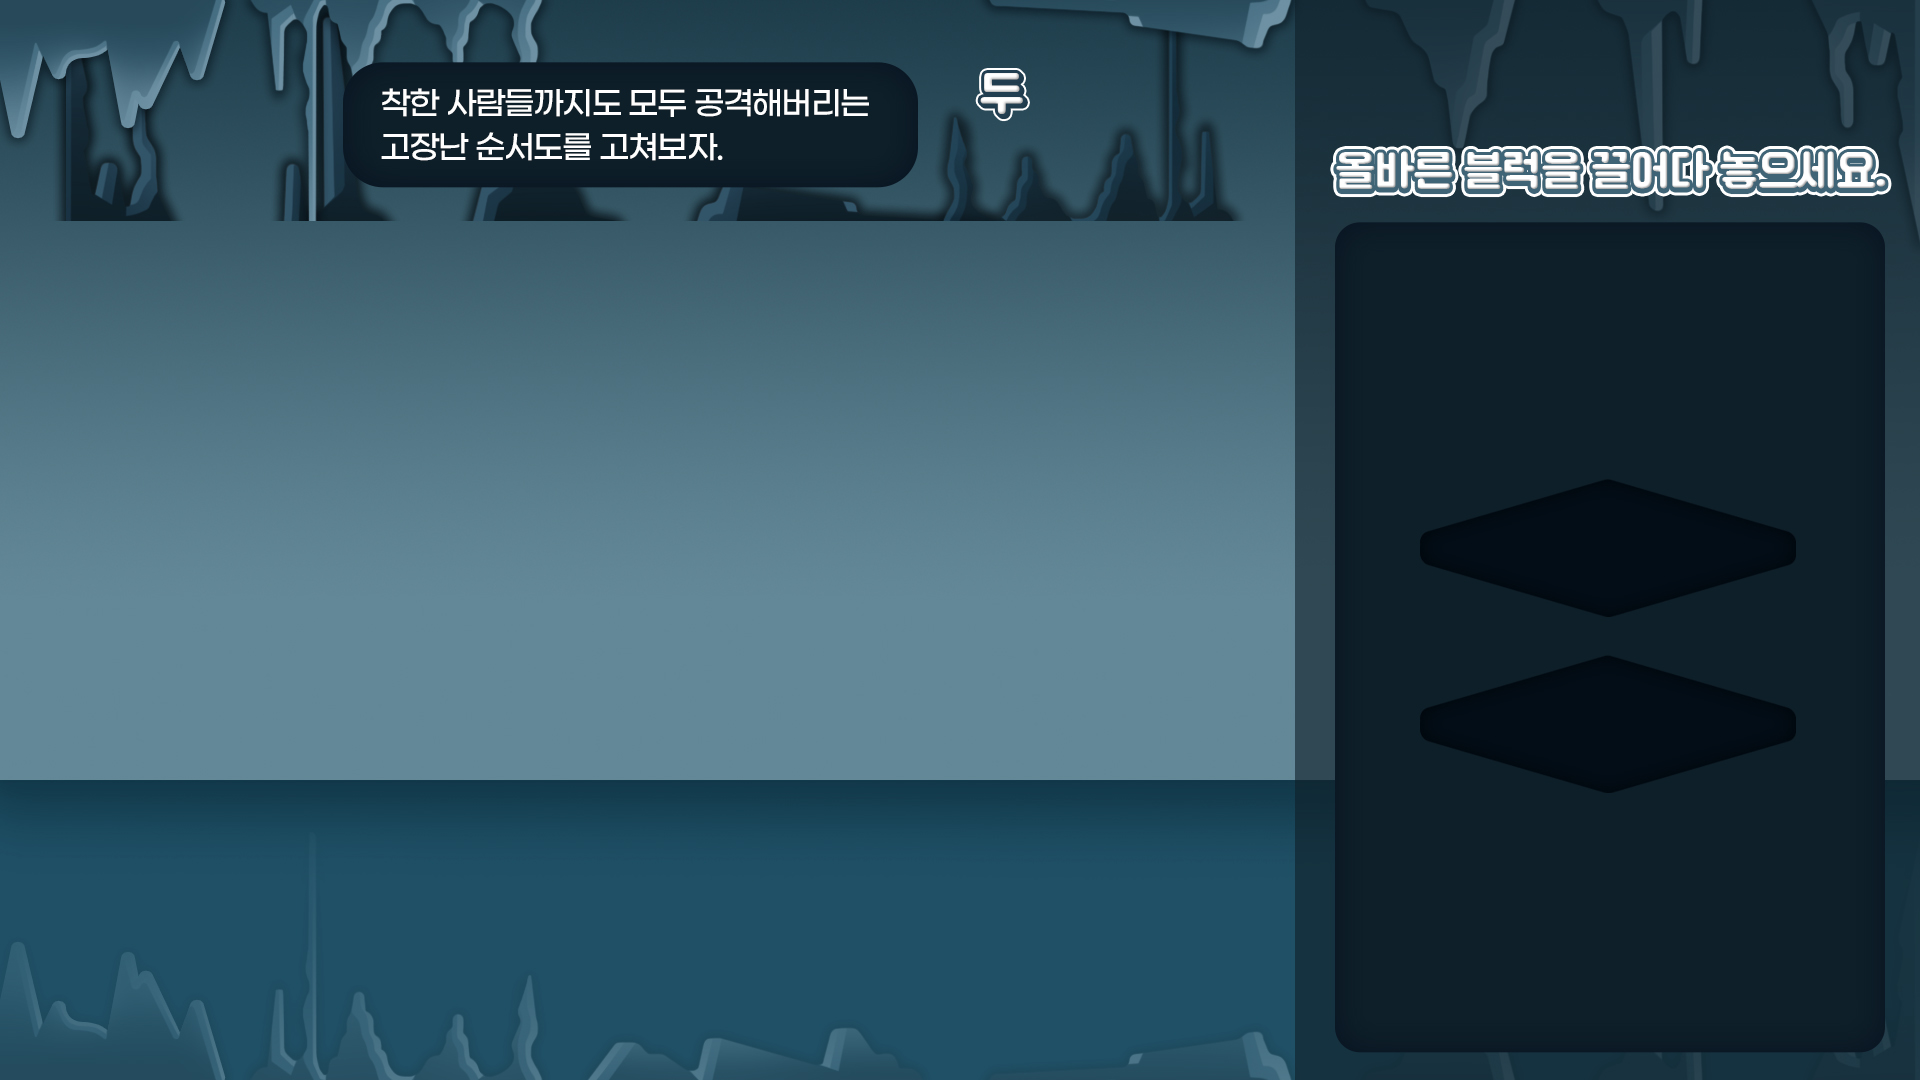 착한 사람들까지도 모두 공격해버리는
고장난 순서도를 고쳐보자.
두
올바른 블럭을 끌어다 놓으세요.